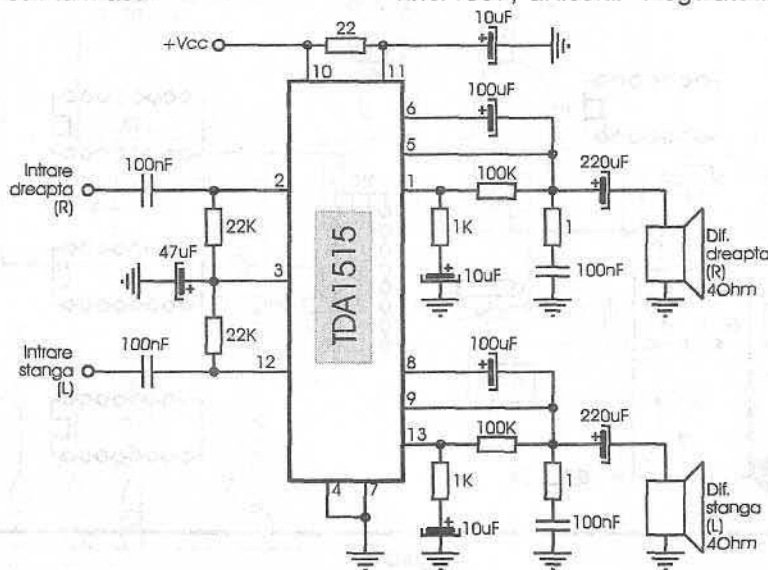 +Vcc
22
10uF
10
11
100uF
6
5
220uF
100nF
Intrare
dreapta
(R)
2
1
100K
22K
1K
1
Dif.
dreapta
(R)
4Ohm
47uF
3
10uF
100nF
TDA1515
22K
100nF
Intrare
stanga
(L)
12
100uF
8
9
220uF
13
100K
1K
1
Dif.
stanga
(L)
4Ohm
4
7
10uF
100nF